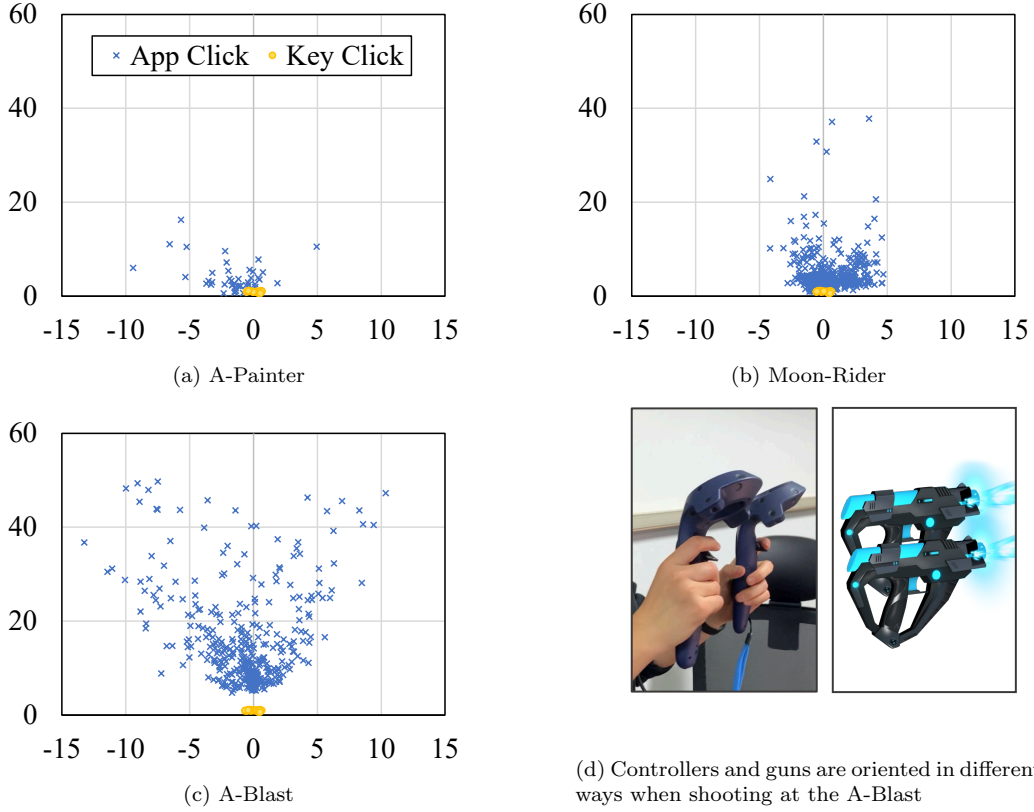 60
App Click Key Click
40
20
0
-15 -10 -5 0 5 10 15
(a) A-Painter
60
40
20
0
-15 -10 -5 0 5 10 15
(b) Moon-Rider
60
40
20
0
-15 -10 -5 0 5 10 15
(c) A-Blast
(d) Controllers and guns are oriented in differen
ways when shooting at the A-Blast